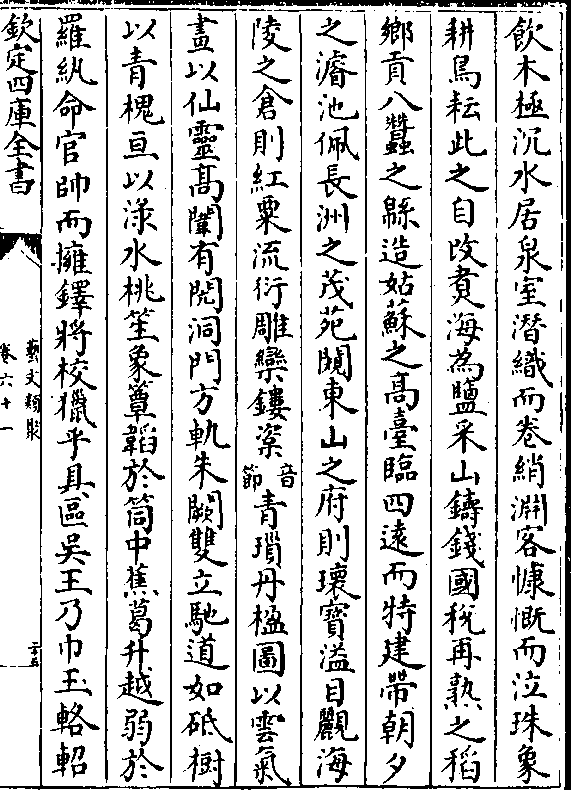 飲木極沉水居泉室潛織而卷綃淵客慷慨而泣珠象
耕鳥耘此之自攷煑海為鹽采山鑄錢國稅再熟之稻
鄉貢八蠶之緜造姑蘇之髙臺臨四遠而特建帶朝夕
之濬池佩長洲之茂苑闚東山之府則瓌寳溢目䚕海
陵之倉則紅粟流衍雕欒鏤楶音節青瑣丹楹圖以雲氣
畫以仙靈髙闈有閌洞門方軌朱闕雙立馳道如砥樹
以青槐亘以渌水桃笙象簟韜於筒中蕉葛升越弱於
羅紈命官帥而擁鐸將校獵乎具區吳王乃巾玉輅軺
欽定四庫全書
藝文類聚
卷六十一
二十五